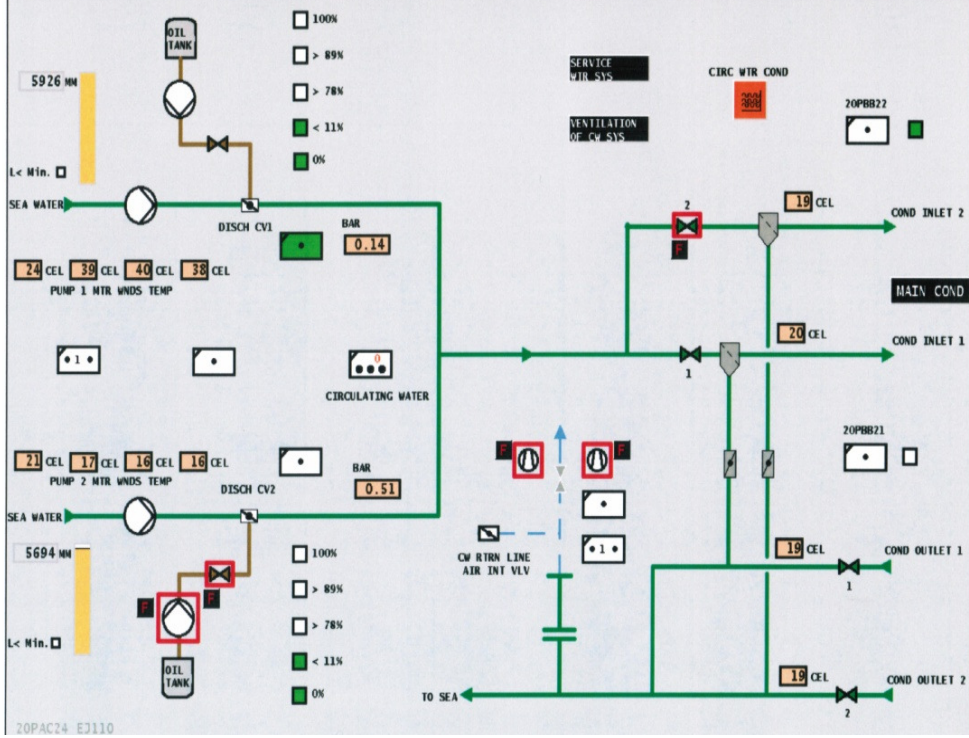 OIL
TANK
100%
> 89%
> 78%
< 11%
0%
5926 MM
L< Min.
SEA WATER
DISCH CV1
BAR
0.14
24 CEL 39 CEL 40 CEL 38 CEL
PUMP 1 MTR WNDS TEMP
1
0
CIRCULATING WATER
21 CEL 17 CEL 16 CEL 16 CEL
PUMP 2 MTR WNDS TEMP
DISCH CV2
BAR
0.51
SEA WATER
5694 MM
L< Min.
F
F
OIL
TANK
100%
> 89%
> 78%
< 11%
0%
SERVICE
WTR SYS
VENTILATION
OF CW SYS
CIRC WTR COND
20PBB22
2
F
19 CEL
COND INLET 2
MAIN COND
20 CEL
COND INLET 1
1
F
F
20PBB21
1
CW RTRN LINE
AIR INT VLV
19 CEL
COND OUTLET 1
1
19 CEL
COND OUTLET 2
2
TO SEA
20PAC24 EJ110